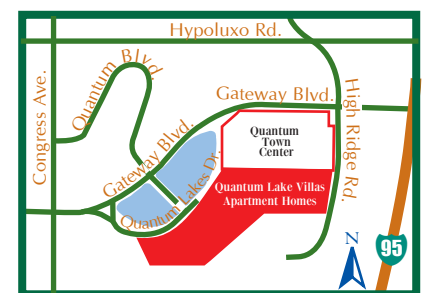 Hypoluxo Rd.
Quantum Blvd.
Congress Ave.
Gateway Blvd.
High Ridge Rd.
Quantum
Town
Center
Gateway Blvd.
Quantum Lakes Dr.
Quantum Lake Villas
Apartment Homes
N
95